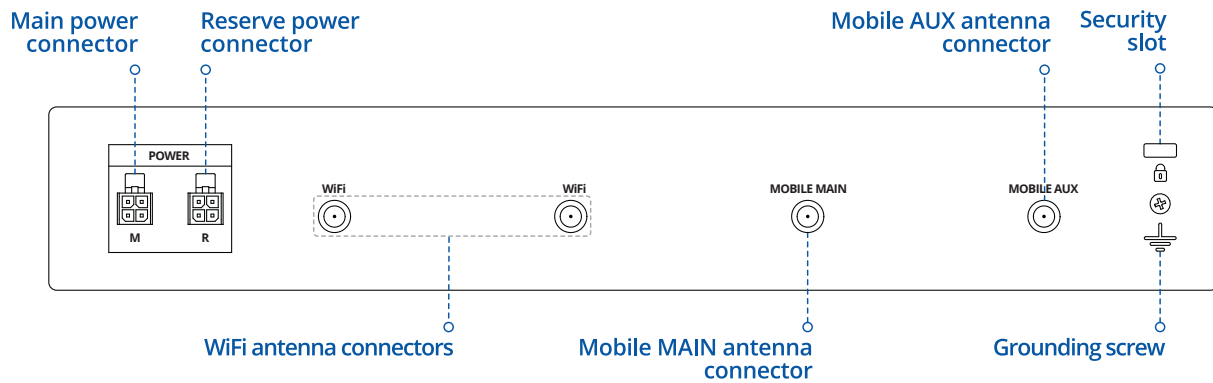 Main power
connector
Reserve power
connector
Mobile AUX antenna
connector
Security
slot
POWER
M
R
WiFi
WiFi
MOBILE MAIN
MOBILE AUX
WiFi antenna connectors
Mobile MAIN antenna
connector
Grounding screw